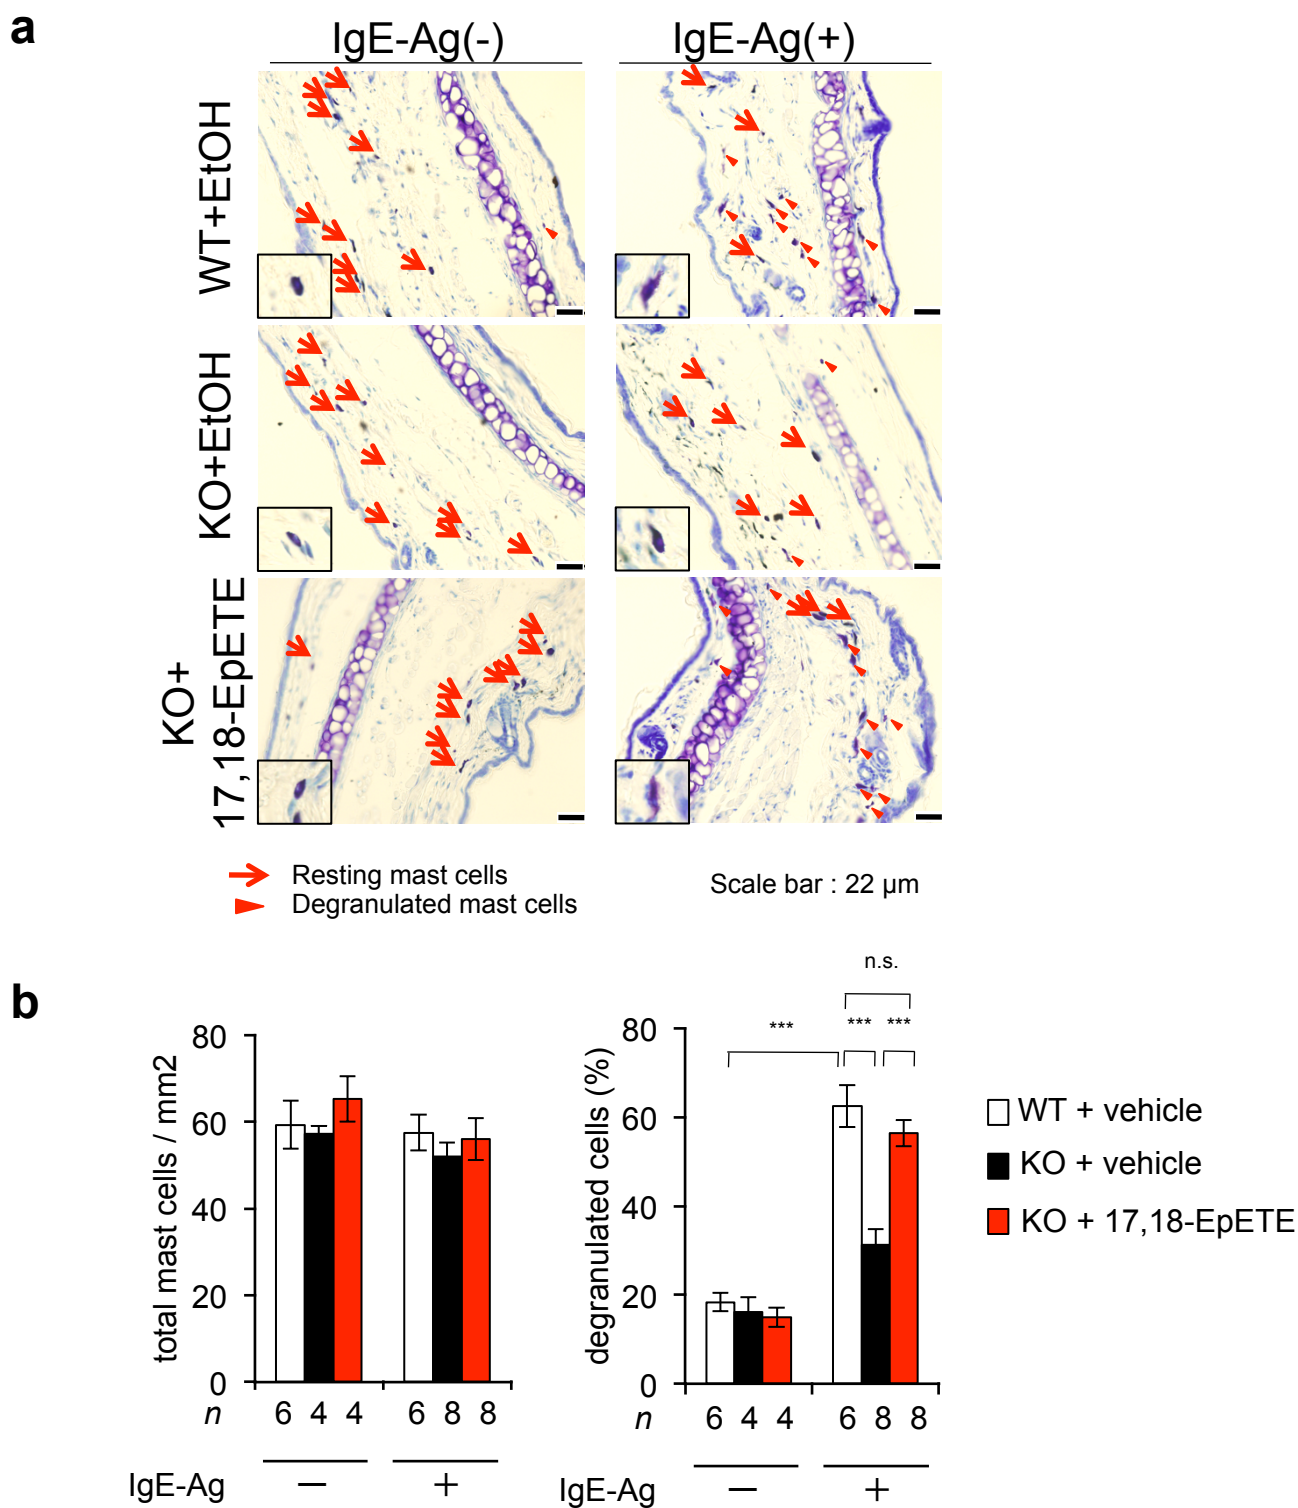 a
IgE-Ag(-)
IgE-Ag(+)
WT+EtOH
KO+EtOH
KO+
17,18-EpETE
Resting mast cells
Degranulated mast cells
Scale bar : 22 µm
b
total mast cells / mm2
80
60
40
20
0
n 6 4 4 6 8 8
IgE-Ag — +
degranulated cells (%)
80
60
40
20
0
n.s.
*** *** ***
n 6 4 4 6 8 8
IgE-Ag — +
WT + vehicle
KO + vehicle
KO + 17,18-EpETE